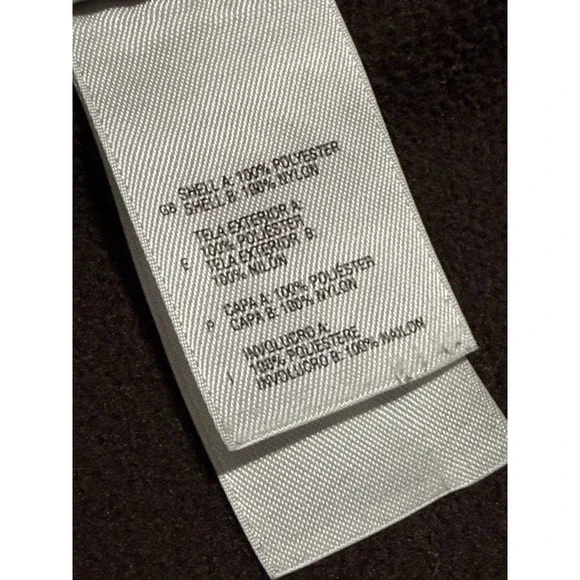 GB SHELL A: 100% POLYESTER
SHELL B: 100% NYLON
TELA EXTERIOR A:
100% POLIÉSTER
E TELA EXTERIOR B:
100% NILON
P CAPA A: 100% POLIÉSTER
CAPA B: 100% NYLON
INVOLUCRO A:
100% POLIESTERE
I INVOLUCRO B: 100% NAILON